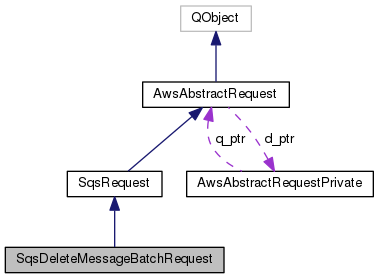 QObject
AwsAbstractRequest
q_ptr
d_ptr
SqsRequest
AwsAbstractRequestPrivate
SqsDeleteMessageBatchRequest